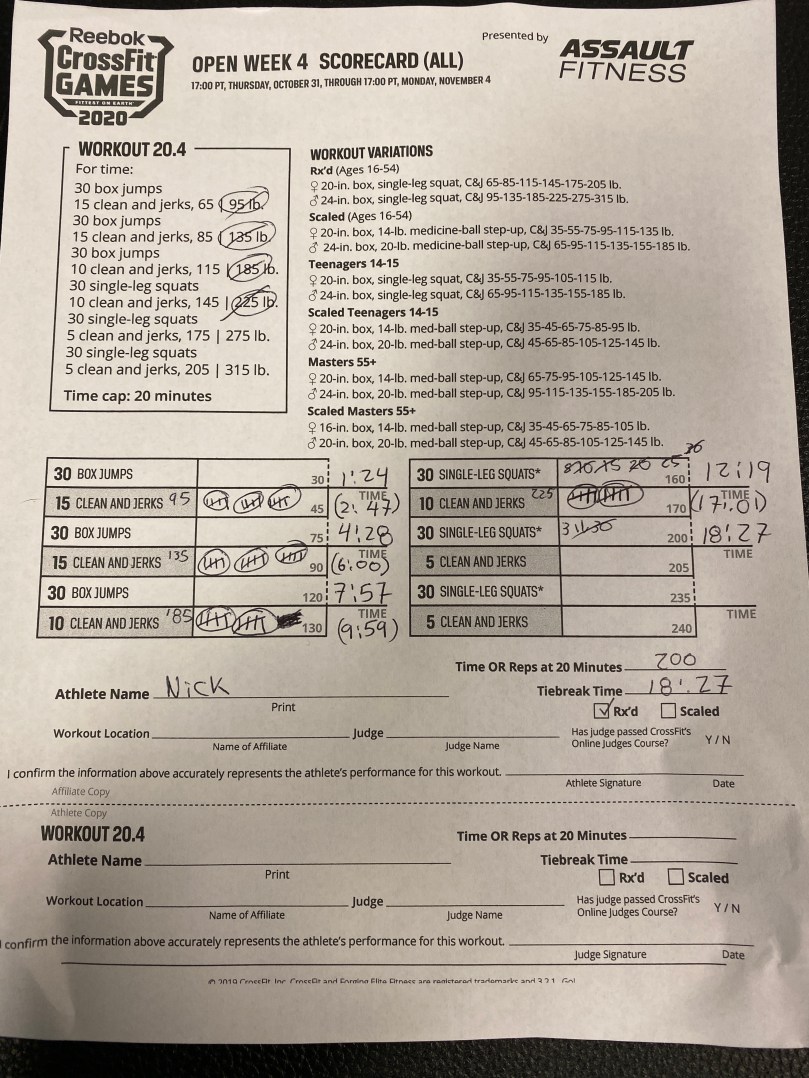 Reebok
CrossFit
GAMES
FITTEST ON EARTH
2020
OPEN WEEK 4 SCORECARD (ALL)
17:00 PT, THURSDAY, OCTOBER 31, THROUGH 17:00 PT, MONDAY, NOVEMBER 4
Presented by
ASSAULT
FITNESS
WORKOUT 20.4
For time:
30 box jumps
15 clean and jerks, 65 | 95 lb.
30 box jumps
15 clean and jerks, 85 | 135 lb.
30 box jumps
10 clean and jerks, 115 | 185 lb.
30 single-leg squats
10 clean and jerks, 145 | 225 lb.
30 single-leg squats
5 clean and jerks, 175 | 275 lb.
30 single-leg squats
5 clean and jerks, 205 | 315 lb.
Time cap: 20 minutes
WORKOUT VARIATIONS
Rx'd (Ages 16-54)
♀ 20-in. box, single-leg squat, C&J 65-85-115-145-175-205 lb.
♂ 24-in. box, single-leg squat, C&J 95-135-185-225-275-315 lb.
Scaled (Ages 16-54)
♀ 20-in. box, 14-lb. medicine-ball step-up, C&J 35-55-75-95-115-135 lb.
♂ 24-in. box, 20-lb. medicine-ball step-up, C&J 65-95-115-135-155-185 lb.
Teenagers 14-15
♀ 20-in. box, single-leg squat, C&J 35-55-75-95-105-115 lb.
♂ 24-in. box, single-leg squat, C&J 65-95-115-135-155-185 lb.
Scaled Teenagers 14-15
♀ 20-in. box, 14-lb. med-ball step-up, C&J 35-45-65-75-85-95 lb.
♂ 24-in. box, 20-lb. med-ball step-up, C&J 45-65-85-105-125-145 lb.
Masters 55+
♀ 20-in. box, 14-lb. med-ball step-up, C&J 65-75-95-105-125-145 lb.
♂ 24-in. box, 20-lb. med-ball step-up, C&J 95-115-135-155-185-205 lb.
Scaled Masters 55+
♀ 16-in. box, 14-lb. med-ball step-up, C&J 35-45-65-75-85-105 lb.
♂ 20-in. box, 20-lb. med-ball step-up, C&J 45-65-85-105-125-145 lb.
30 BOX JUMPS 30 1:24
15 CLEAN AND JERKS 95 45 TIME (2:47)
30 BOX JUMPS 75 4:28
15 CLEAN AND JERKS 135 90 TIME (6:00)
30 BOX JUMPS 120 7:57
10 CLEAN AND JERKS 185 130 TIME (9:59)
30 SINGLE-LEG SQUATS* 15 20 25 160 12:19
10 CLEAN AND JERKS 225 170 TIME (17:01)
30 SINGLE-LEG SQUATS* 200 18:27
5 CLEAN AND JERKS 205 TIME
30 SINGLE-LEG SQUATS* 235
5 CLEAN AND JERKS 240 TIME
Time OR Reps at 20 Minutes 200
Athlete Name Nick
Print
Tiebreak Time 18:27
Rx'd Scaled
Workout Location Judge
Name of Affiliate Judge Name
Has judge passed CrossFit's
Online Judges Course? Y / N
I confirm the information above accurately represents the athlete's performance for this workout.
Athlete Signature Date
Affiliate Copy
Athlete Copy
WORKOUT 20.4
Time OR Reps at 20 Minutes
Athlete Name
Print
Tiebreak Time
Rx'd Scaled
Workout Location Judge
Name of Affiliate Judge Name
Has judge passed CrossFit's
Online Judges Course? Y / N
I confirm the information above accurately represents the athlete's performance for this workout.
Judge Signature Date
© 2019 CrossFit, Inc. CrossFit and Forging Elite Fitness are registered trademarks and 3,2,1...Go!